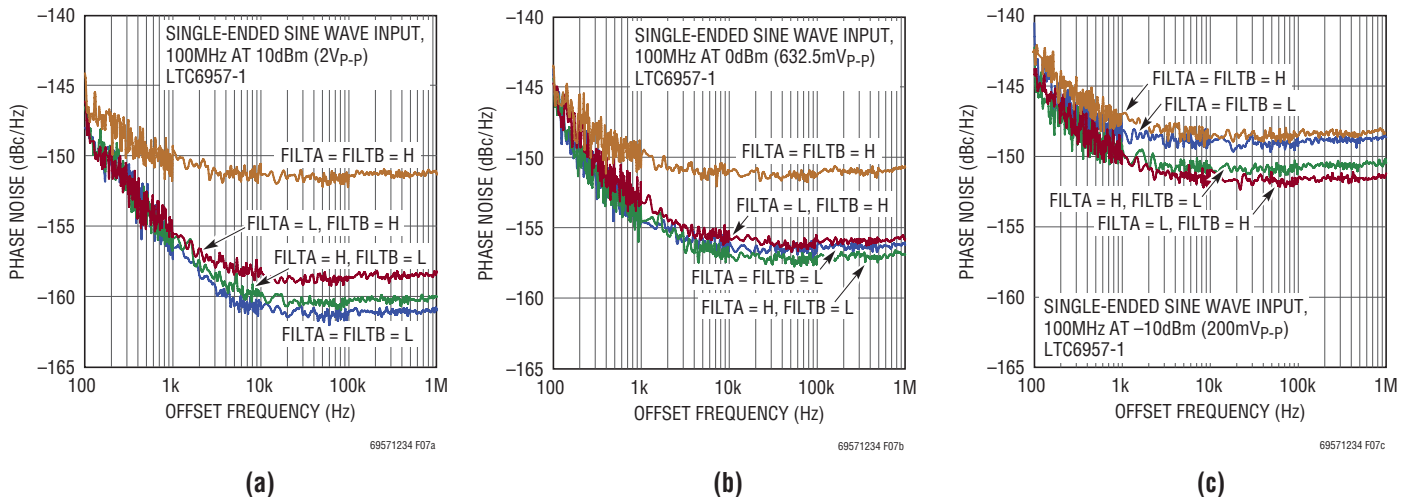 –140
–145
–150
–155
–160
–165
PHASE NOISE (dBc/Hz)
SINGLE-ENDED SINE WAVE INPUT,
100MHz AT 10dBm (2VP-P)
LTC6957-1
FILTA = FILTB = H
FILTA = L, FILTB = H
FILTA = H, FILTB = L
FILTA = FILTB = L
100 1k 10k 100k 1M
OFFSET FREQUENCY (Hz)
69571234 F07a
(a)
–140
–145
–150
–155
–160
–165
PHASE NOISE (dBc/Hz)
SINGLE-ENDED SINE WAVE INPUT,
100MHz AT 0dBm (632.5mVP-P)
LTC6957-1
FILTA = FILTB = H
FILTA = L, FILTB = H
FILTA = FILTB = L
FILTA = H, FILTB = L
100 1k 10k 100k 1M
OFFSET FREQUENCY (Hz)
69571234 F07b
(b)
–140
–145
–150
–155
–160
–165
PHASE NOISE (dBc/Hz)
FILTA = FILTB = H
FILTA = FILTB = L
FILTA = H, FILTB = L
FILTA = L, FILTB = H
SINGLE-ENDED SINE WAVE INPUT,
100MHz AT –10dBm (200mVP-P)
LTC6957-1
100 1k 10k 100k 1M
OFFSET FREQUENCY (Hz)
69571234 F07c
(c)